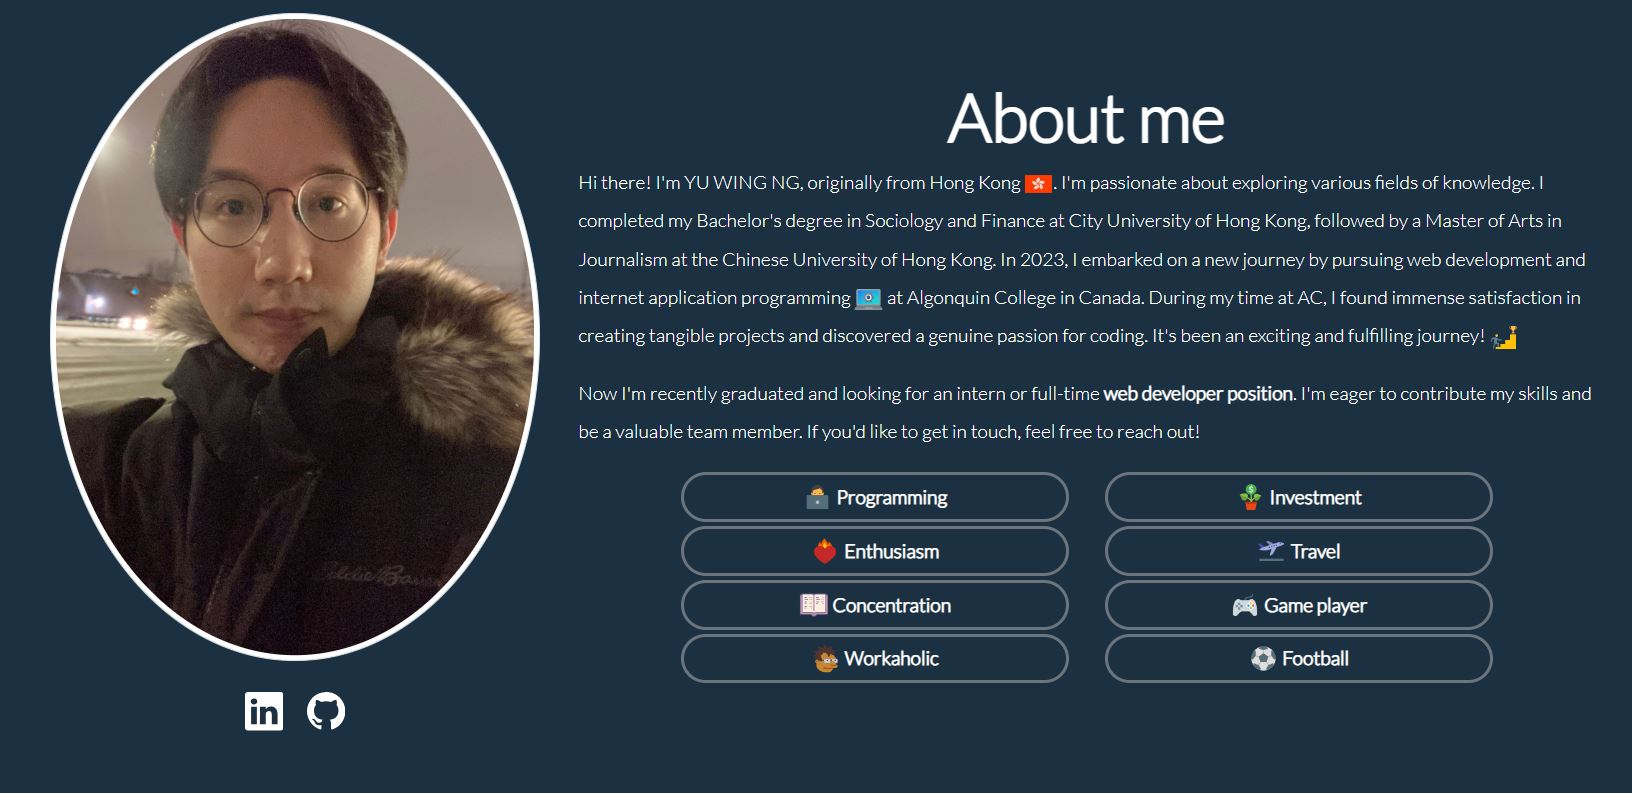 About me
Hi there! I'm YU WING NG, originally from Hong Kong 🇭🇰. I'm passionate about exploring various fields of knowledge. I
completed my Bachelor's degree in Sociology and Finance at City University of Hong Kong, followed by a Master of Arts in
Journalism at the Chinese University of Hong Kong. In 2023, I embarked on a new journey by pursuing web development and
internet application programming 💻 at Algonquin College in Canada. During my time at AC, I found immense satisfaction in
creating tangible projects and discovered a genuine passion for coding. It's been an exciting and fulfilling journey!
Now I'm recently graduated and looking for an intern or full-time web developer position. I'm eager to contribute my skills and
be a valuable team member. If you'd like to get in touch, feel free to reach out!
Programming
Investment
Enthusiasm
Travel
Concentration
Game player
Workaholic
Football
Eddie Bauer
in